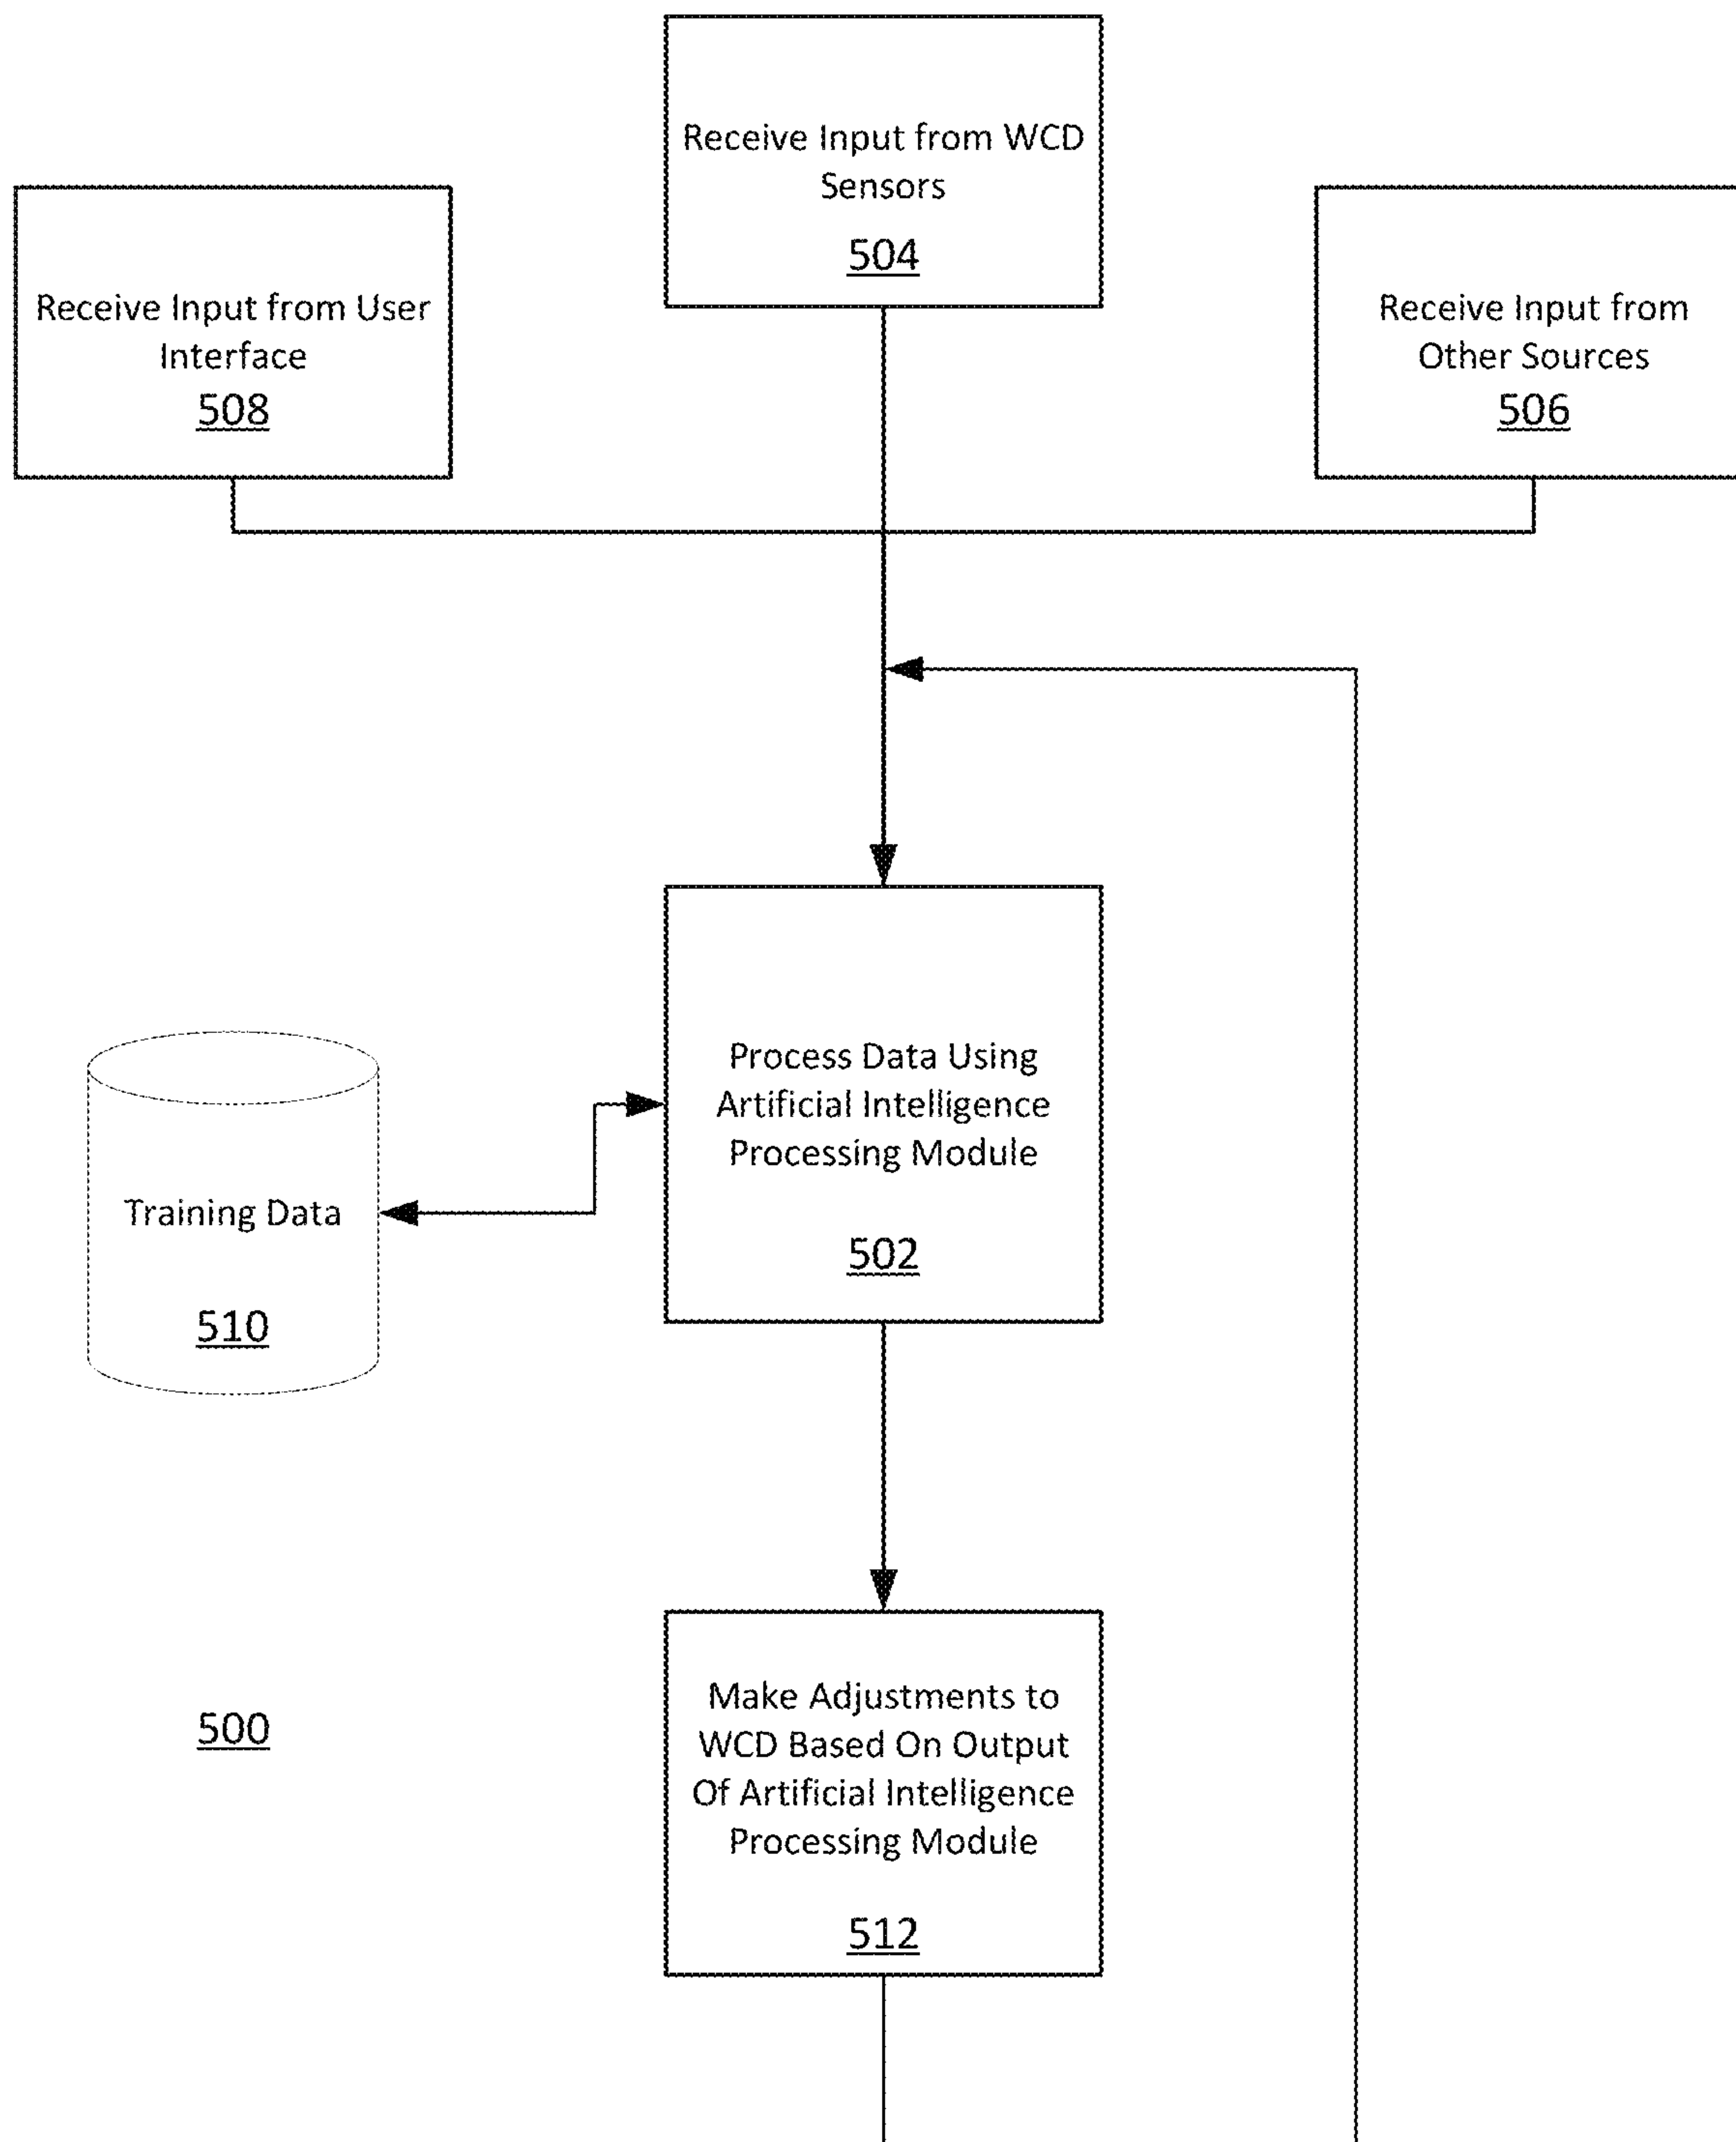 Receive Input from WCD
Sensors
504
Receive Input from User
Interface
508
Receive Input from
Other Sources
506
Process Data Using
Artificial Intelligence
Processing Module
502
Training Data
510
Make Adjustments to
WCD Based On Output
Of Artificial Intelligence
Processing Module
512
500